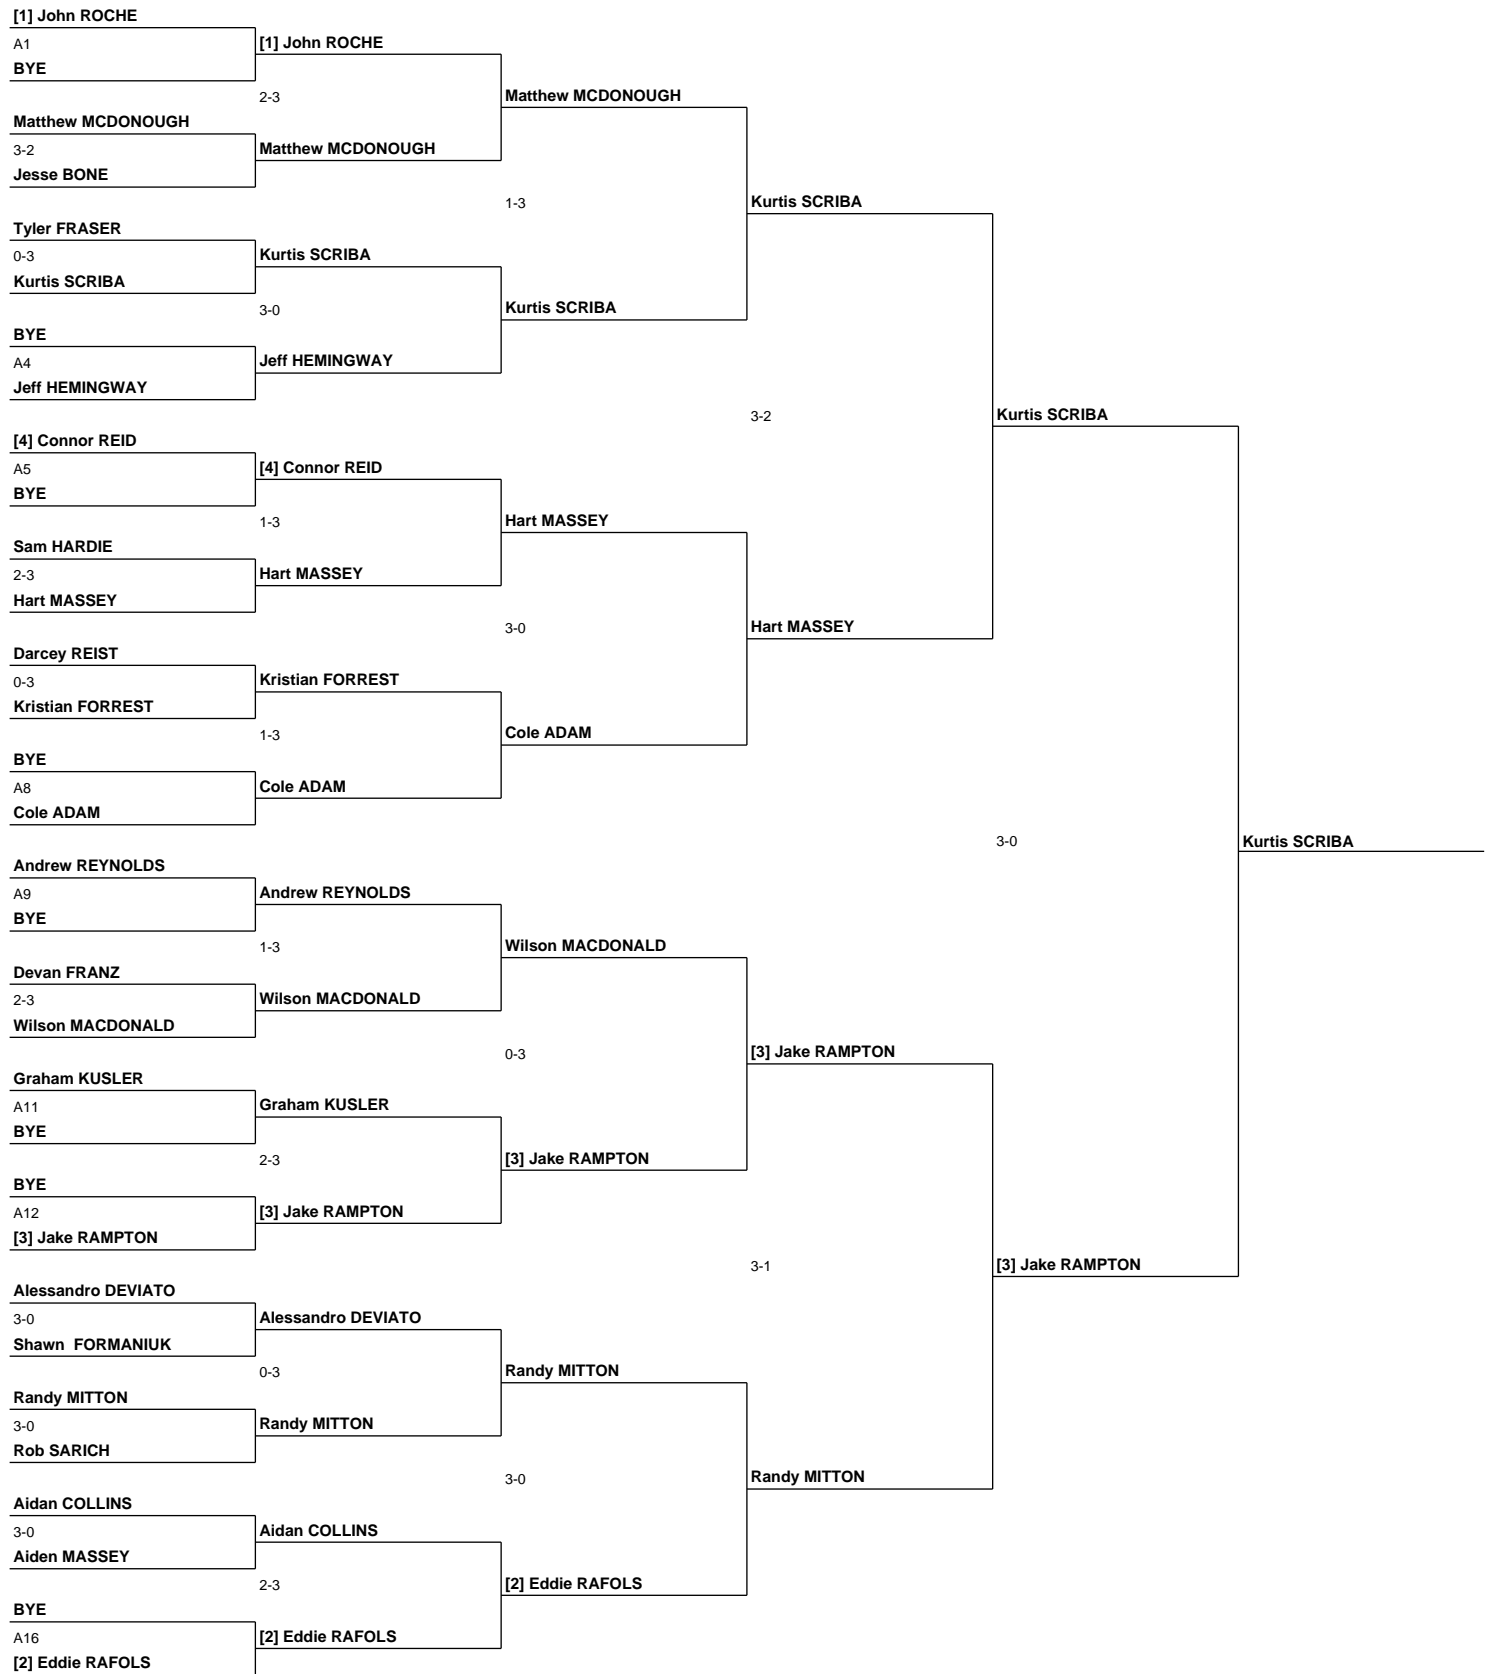 [1] John ROCHE
A1
BYE
Matthew MCDONOUGH
3-2
Jesse BONE
Tyler FRASER
0-3
Kurtis SCRIBA
BYE
A4
Jeff HEMINGWAY
[4] Connor REID
A5
BYE
Sam HARDIE
2-3
Hart MASSEY
Darcey REIST
0-3
Kristian FORREST
BYE
A8
Cole ADAM
Andrew REYNOLDS
A9
BYE
Devan FRANZ
2-3
Wilson MACDONALD
Graham KUSLER
A11
BYE
BYE
A12
[3] Jake RAMPTON
Alessandro DEVIATO
3-0
Shawn  FORMANIUK
Randy MITTON
3-0
Rob SARICH
Aidan COLLINS
3-0
Aiden MASSEY
BYE
A16
[2] Eddie RAFOLS
[1] John ROCHE
2-3
Matthew MCDONOUGH
Kurtis SCRIBA
3-0
Jeff HEMINGWAY
[4] Connor REID
1-3
Hart MASSEY
Kristian FORREST
1-3
Cole ADAM
Andrew REYNOLDS
1-3
Wilson MACDONALD
Graham KUSLER
2-3
[3] Jake RAMPTON
Alessandro DEVIATO
0-3
Randy MITTON
Aidan COLLINS
2-3
[2] Eddie RAFOLS
Matthew MCDONOUGH
1-3
Kurtis SCRIBA
Hart MASSEY
3-0
Cole ADAM
Wilson MACDONALD
0-3
[3] Jake RAMPTON
Randy MITTON
3-0
[2] Eddie RAFOLS
Kurtis SCRIBA
3-2
Hart MASSEY
[3] Jake RAMPTON
3-1
Randy MITTON
Kurtis SCRIBA
3-0
[3] Jake RAMPTON
Kurtis SCRIBA